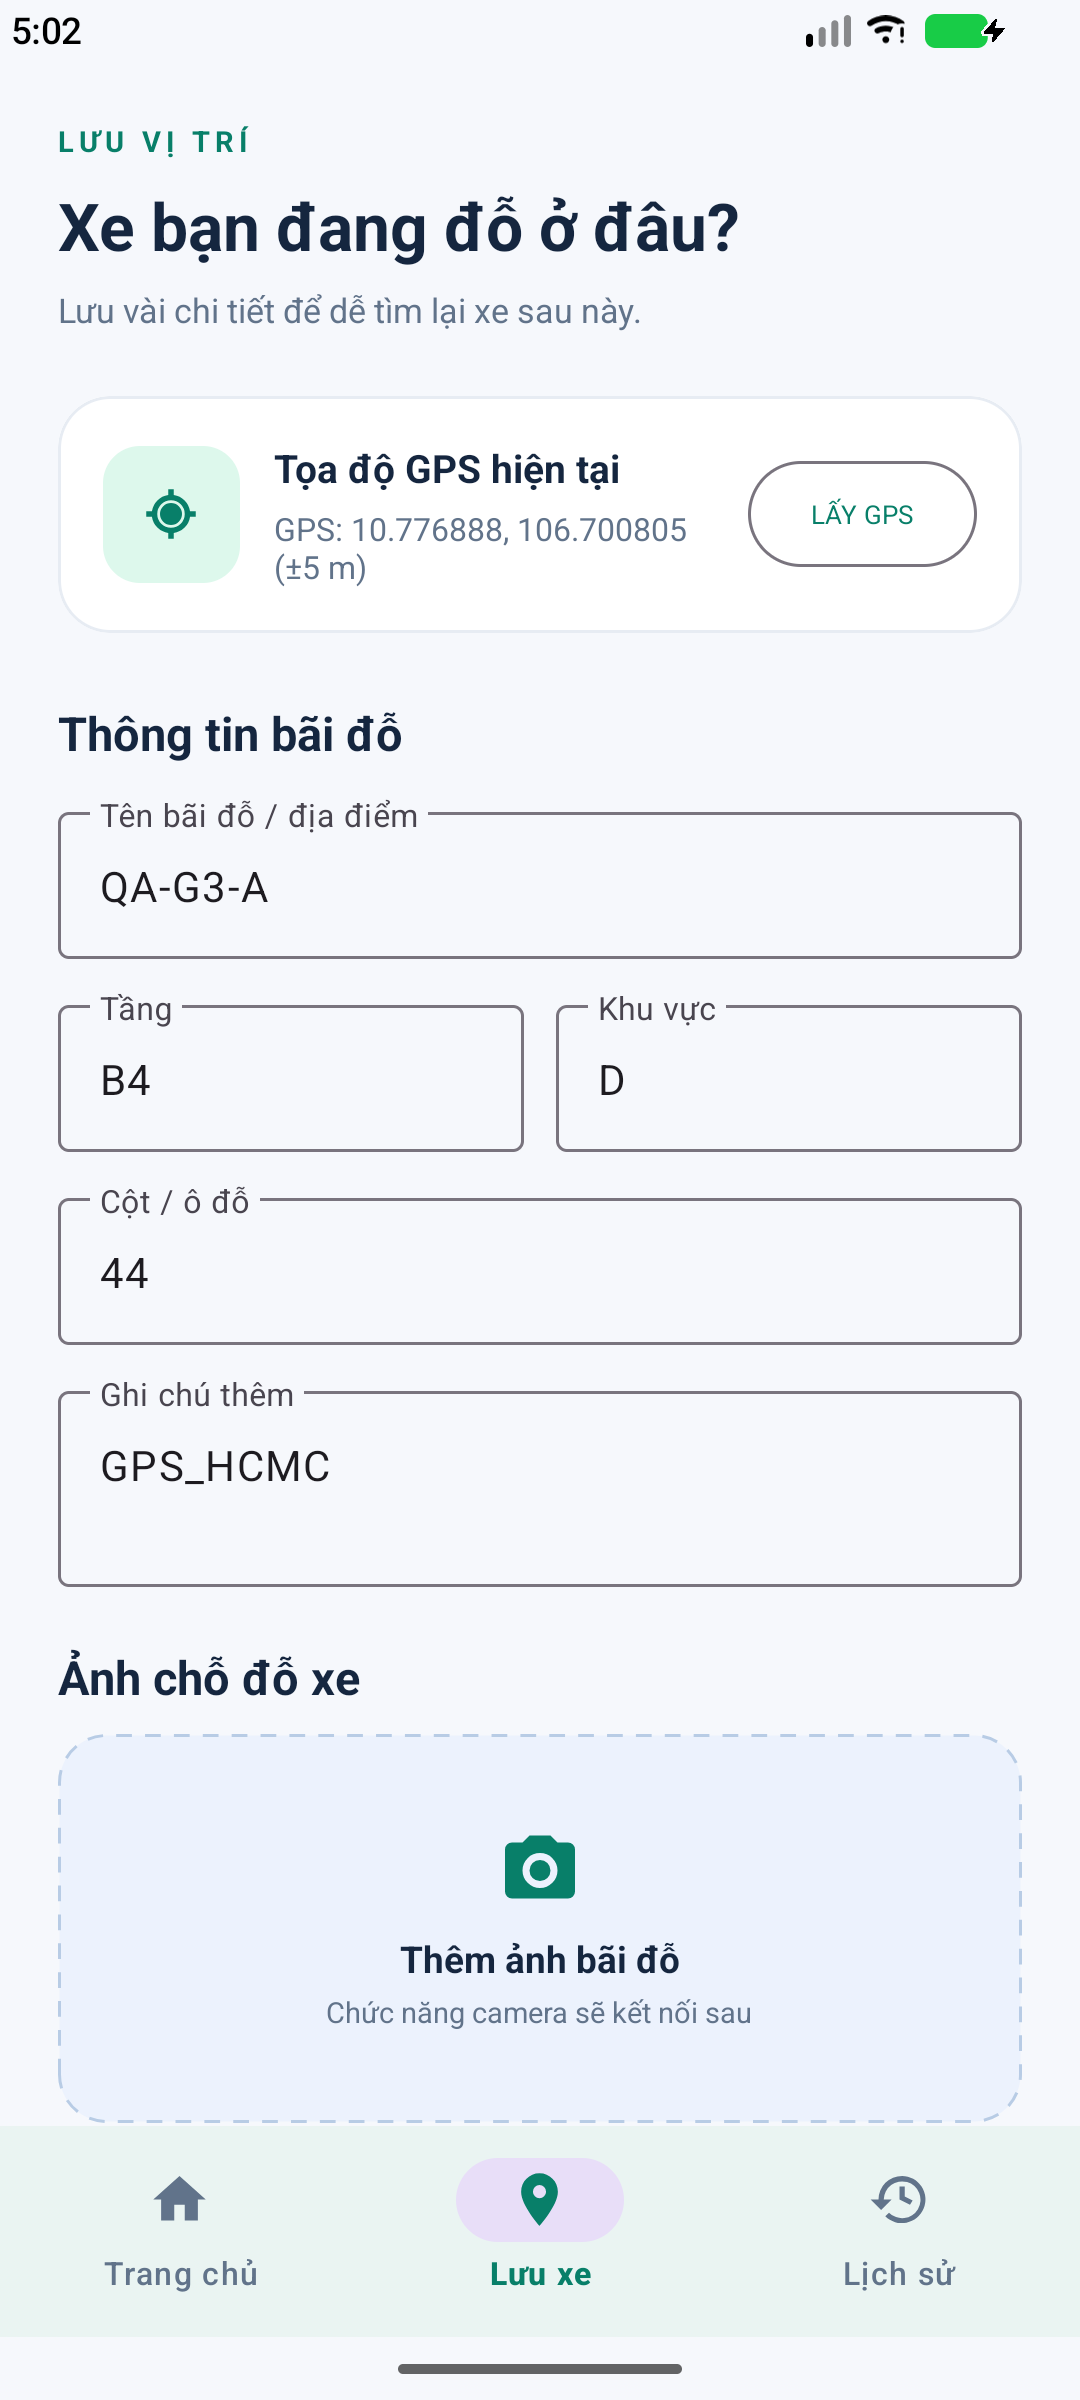 5:02
LƯU VỊ TRÍ
Xe bạn đang đỗ ở đâu?
Lưu vài chi tiết để dễ tìm lại xe sau này.
Tọa độ GPS hiện tại
GPS: 10.776888, 106.700805
(±5 m)
LẤY GPS
Thông tin bãi đỗ
Tên bãi đỗ / địa điểm
QA-G3-A
Tầng
B4
Khu vực
D
Cột / ô đỗ
44
Ghi chú thêm
GPS_HCMC
Ảnh chỗ đỗ xe
Thêm ảnh bãi đỗ
Chức năng camera sẽ kết nối sau
Trang chủ
Lưu xe
Lịch sử